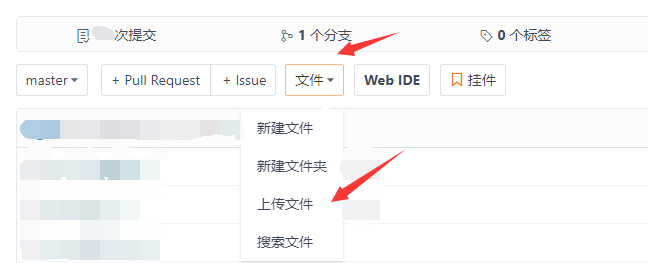 次提交
1 个分支
0 个标签
master
+ Pull Request
+ Issue
文件
Web IDE
挂件
新建文件
新建文件夹
上传文件
搜索文件